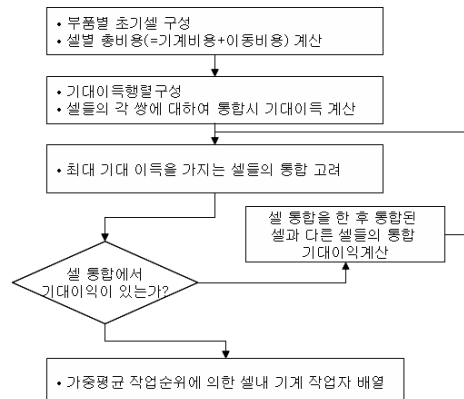 • 부품별 초기셀 구성
• 셀별 총비용(=기계비용+이동비용) 계산
• 기대이득행렬구성
• 셀들의 각 쌍에 대하여 통합시 기대이득 계산
• 최대 기대 이득을 가지는 셀들의 통합 고려
셀 통합을 한 후 통합된
셀과 다른 셀들의 통합
기대이익계산
셀 통합에서
기대이익이 있는가?
• 가중평균 작업순위에 의한 셀내 기계 작업자 배열